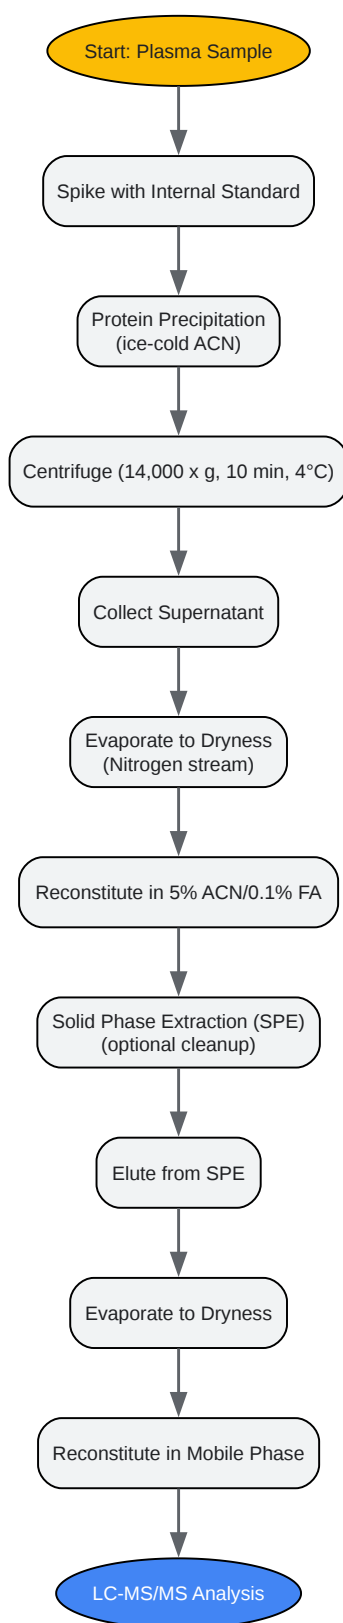 Start: Plasma Sample
Spike with Internal Standard
Protein Precipitation
(ice-cold ACN)
Centrifuge (14,000 x g, 10 min, 4°C)
Collect Supernatant
Evaporate to Dryness
(Nitrogen stream)
Reconstitute in 5% ACN/0.1% FA
Solid Phase Extraction (SPE)
(optional cleanup)
Elute from SPE
Evaporate to Dryness
Reconstitute in Mobile Phase
LC-MS/MS Analysis